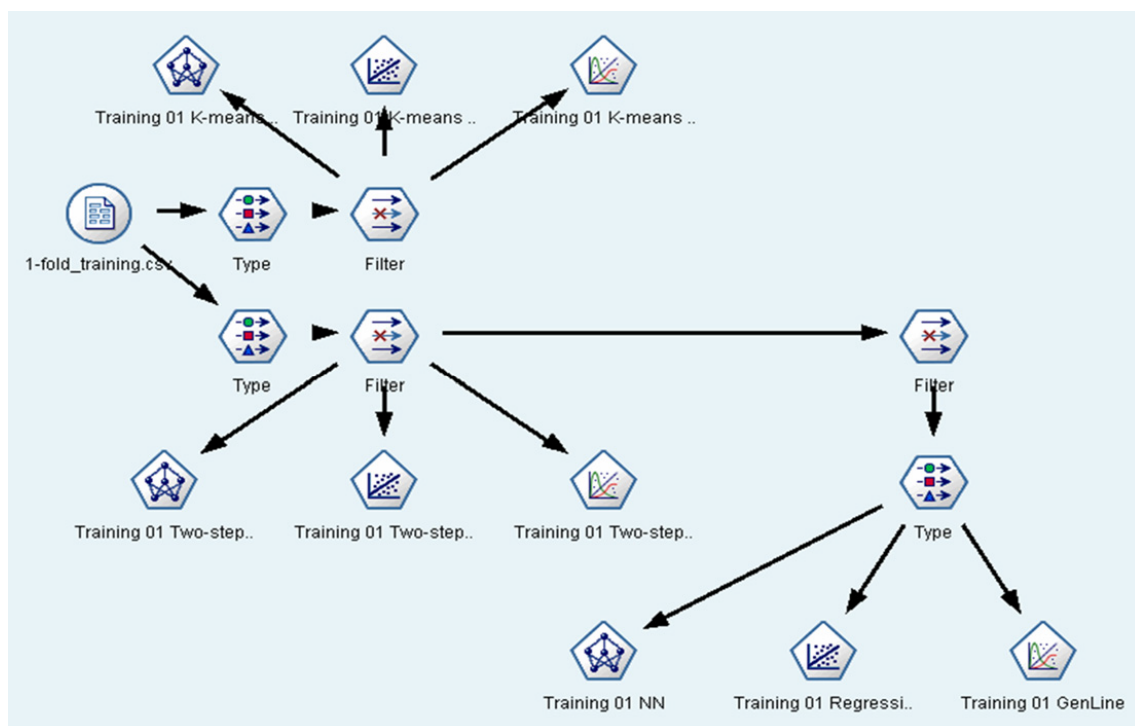 Training 01 K-means ..
Training 01 K-means ..
Training 01 K-means ..
1-fold_training.csv
Type
Filter
Type
Filter
Filter
Training 01 Two-step..
Training 01 Two-step..
Training 01 Two-step..
Type
Training 01 NN
Training 01 Regressi..
Training 01 GenLine